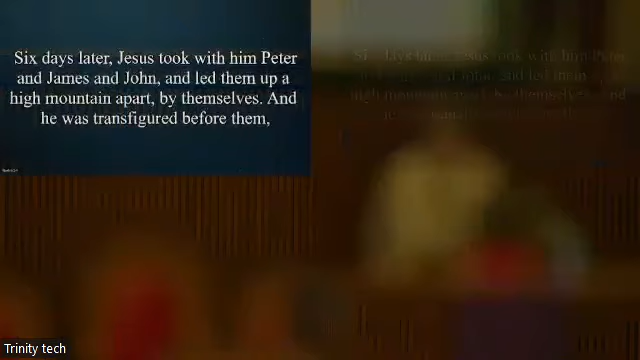 Six days later, Jesus took with him Peter
and James and John, and led them up a
high mountain apart, by themselves. And
he was transfigured before them,
Trinity tech